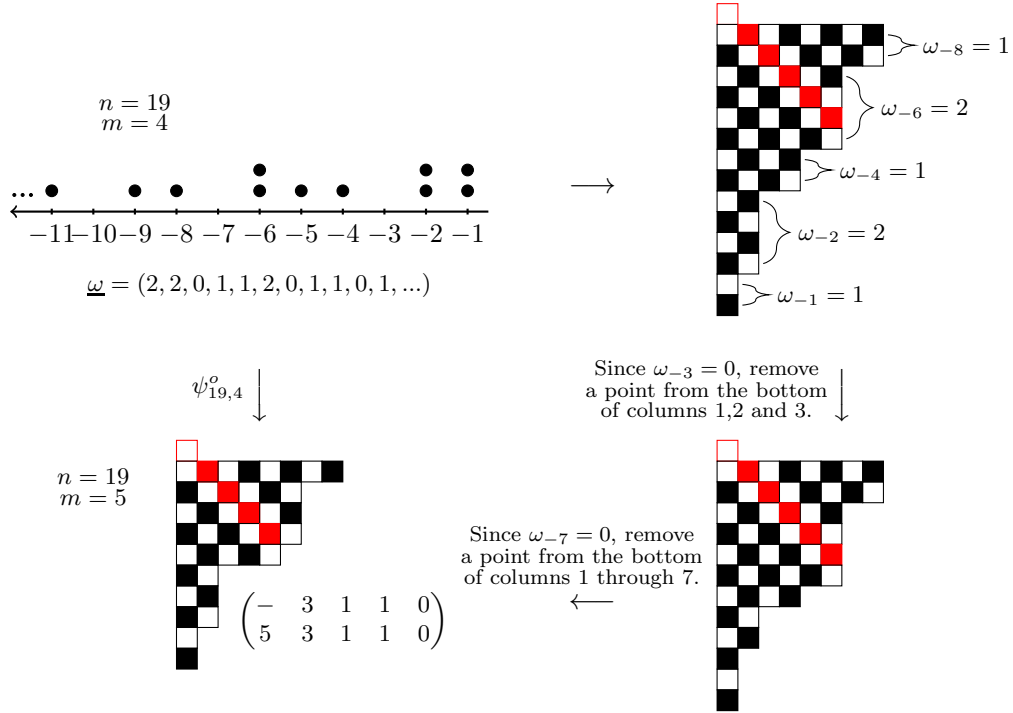 n = 19
m = 4
...
−11 −10 −9 −8 −7 −6 −5 −4 −3 −2 −1
ω = (2, 2, 0, 1, 1, 2, 0, 1, 1, 0, 1, ...)
⟶
ω₋₈ = 1
ω₋₆ = 2
ω₋₄ = 1
ω₋₂ = 2
ω₋₁ = 1
ψᵒ₁₉,₄
Since ω₋₃ = 0, remove
a point from the bottom
of columns 1,2 and 3.
n = 19
m = 5
Since ω₋₇ = 0, remove
a point from the bottom
of columns 1 through 7.
⟵
− 3 1 1 0
5 3 1 1 0